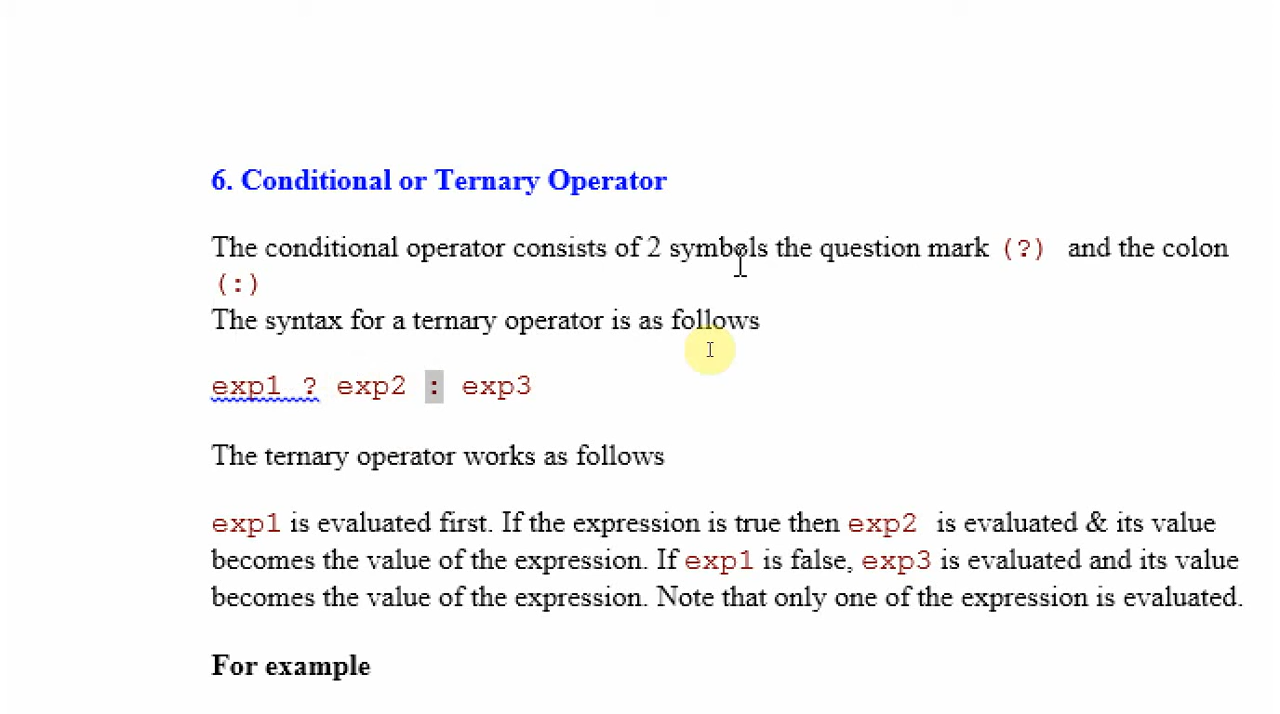 6. Conditional or Ternary Operator
The conditional operator consists of 2 symbols the question mark (?) and the colon
(:)
The syntax for a ternary operator is as follows
exp1 ? exp2 : exp3
The ternary operator works as follows
exp1 is evaluated first. If the expression is true then exp2 is evaluated & its value
becomes the value of the expression. If exp1 is false, exp3 is evaluated and its value
becomes the value of the expression. Note that only one of the expression is evaluated.
For example